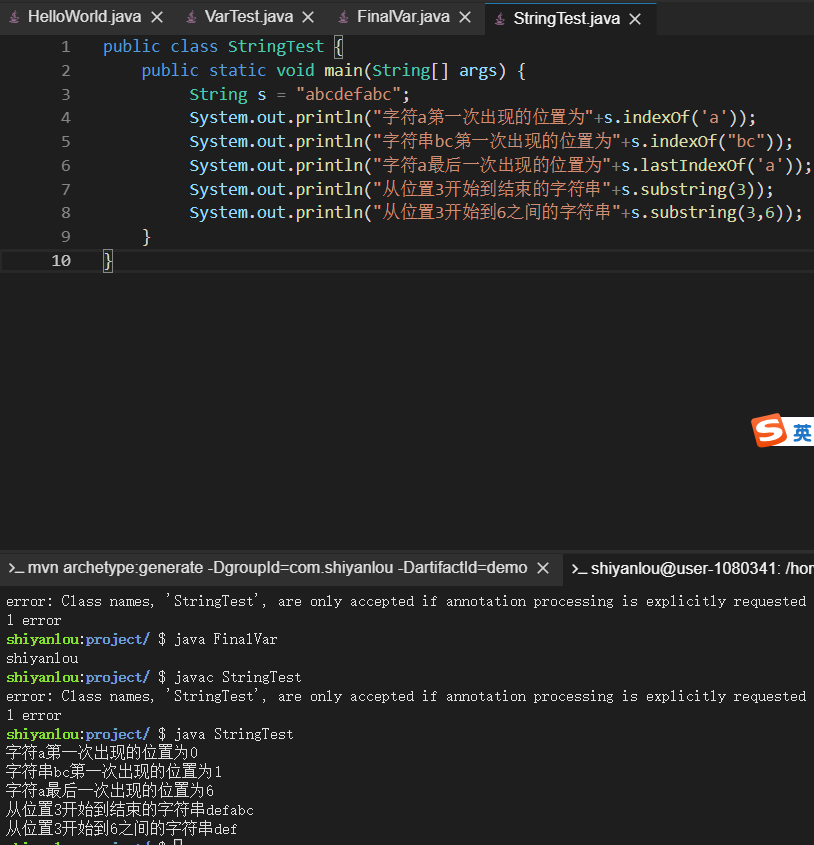 HelloWorld.java VarTest.java FinalVar.java StringTest.java
1 public class StringTest {
2 public static void main(String[] args) {
3 String s = "abcdefabc";
4 System.out.println("字符a第一次出现的位置为"+s.indexOf('a'));
5 System.out.println("字符串bc第一次出现的位置为"+s.indexOf("bc"));
6 System.out.println("字符a最后一次出现的位置为"+s.lastIndexOf('a'));
7 System.out.println("从位置3开始到结束的字符串"+s.substring(3));
8 System.out.println("从位置3开始到6之间的字符串"+s.substring(3,6));
9 }
10 }
S 英
>_ mvn archetype:generate -DgroupId=com.shiyanlou -DartifactId=demo >_ shiyanlou@user-1080341: /hom
error: Class names, 'StringTest', are only accepted if annotation processing is explicitly requested
1 error
shiyanlou:project/ $ java FinalVar
shiyanlou
shiyanlou:project/ $ javac StringTest
error: Class names, 'StringTest', are only accepted if annotation processing is explicitly requested
1 error
shiyanlou:project/ $ java StringTest
字符a第一次出现的位置为0
字符串bc第一次出现的位置为1
字符a最后一次出现的位置为6
从位置3开始到结束的字符串defabc
从位置3开始到6之间的字符串def